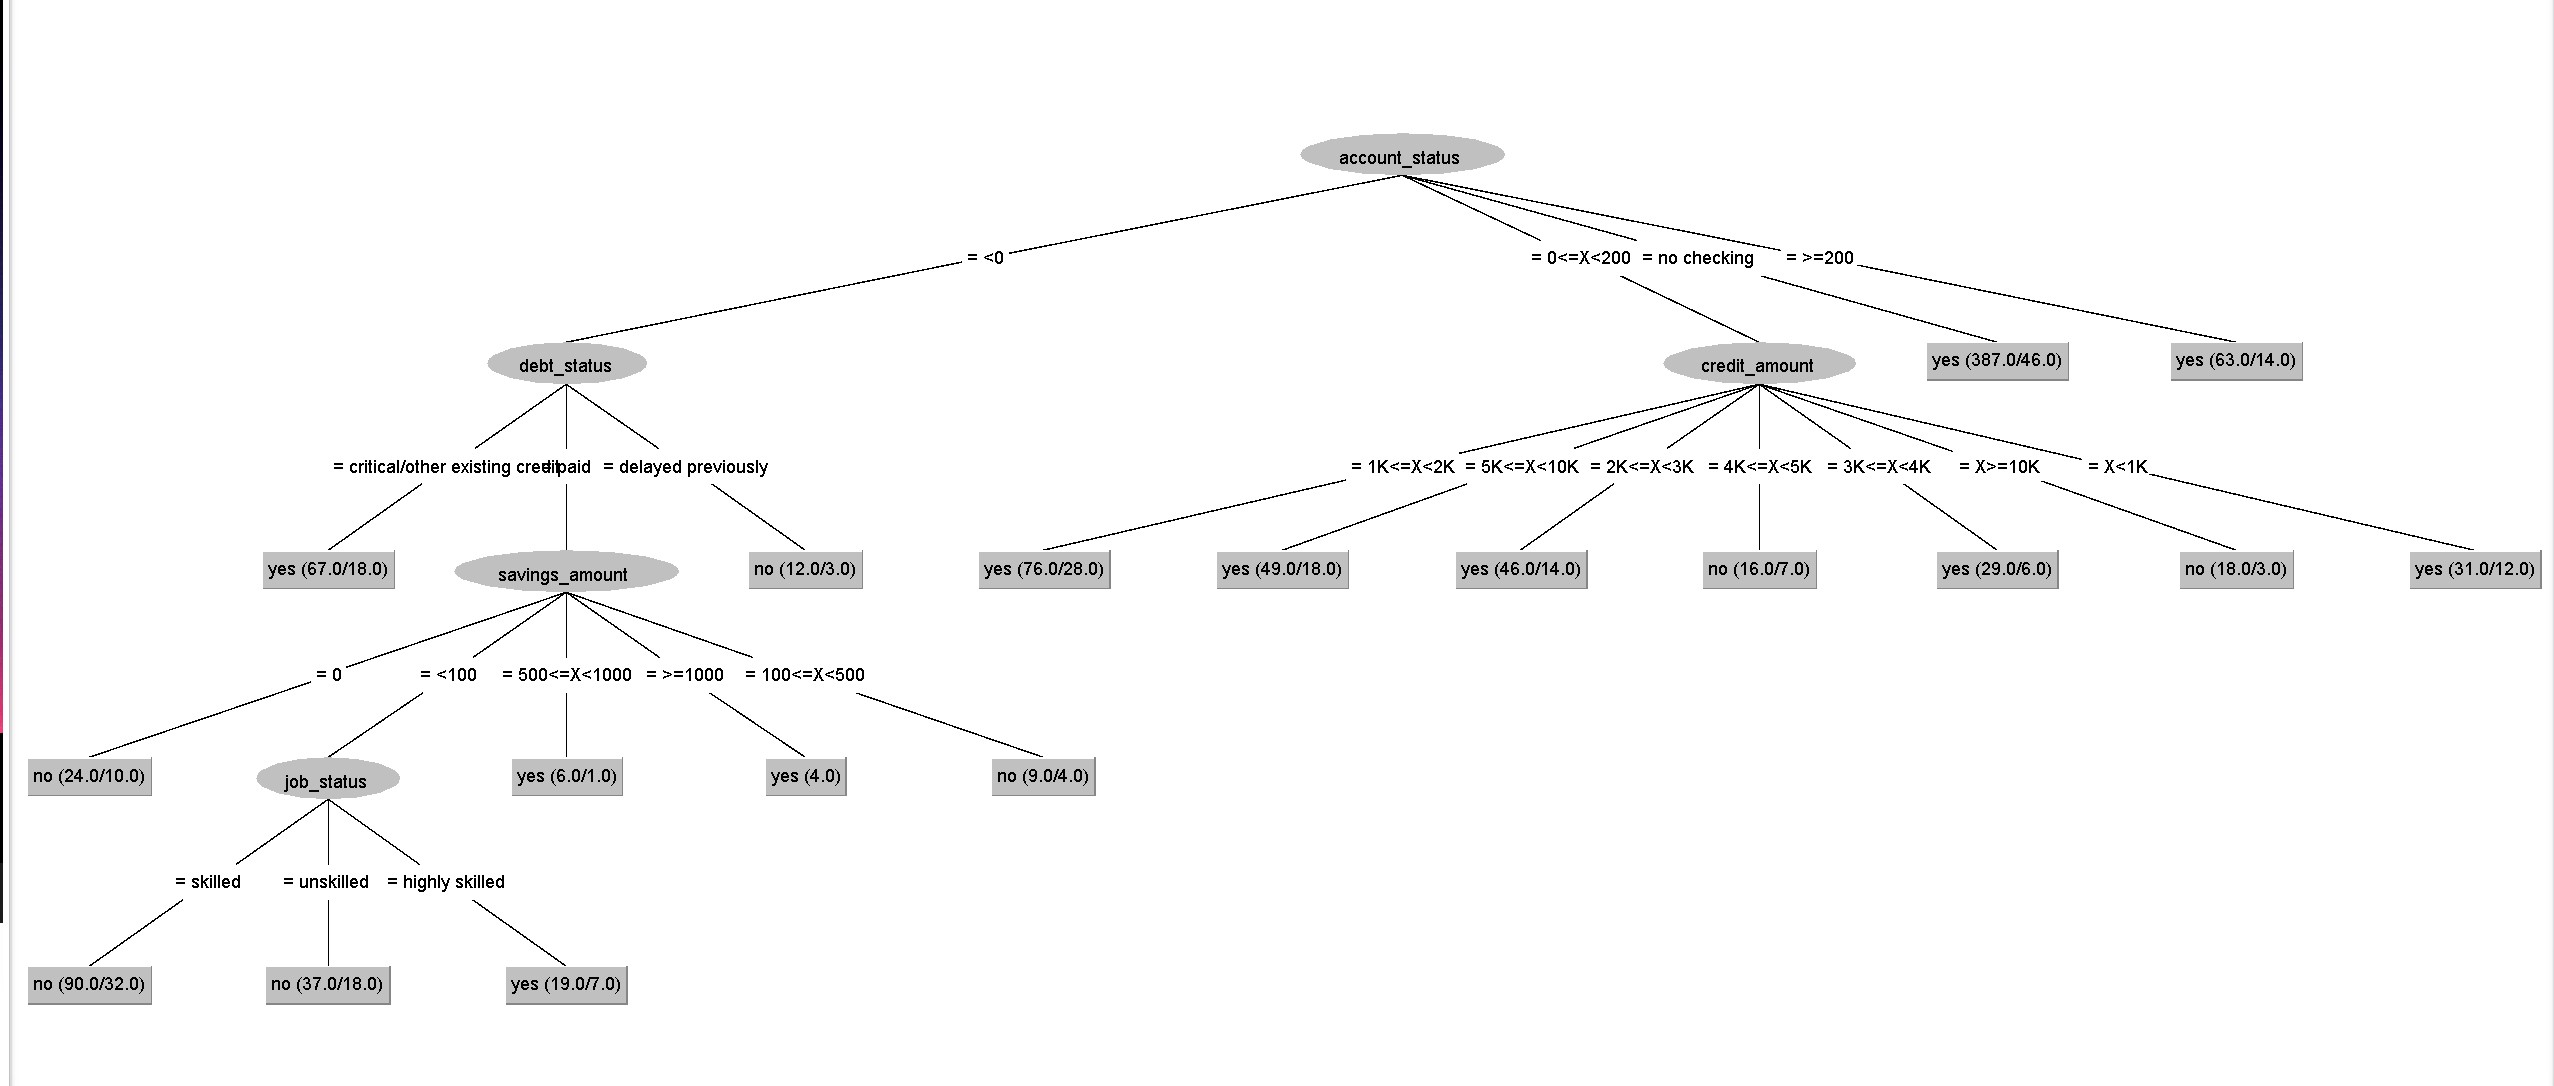 account_status
= <0
= 0<=X<200
= no checking
= >=200
debt_status
credit_amount
yes (387.0/46.0)
yes (63.0/14.0)
= critical/other existing credit
= paid
= delayed previously
= 1K<=X<2K
= 5K<=X<10K
= 2K<=X<3K
= 4K<=X<5K
= 3K<=X<4K
= X>=10K
= X<1K
yes (67.0/18.0)
savings_amount
no (12.0/3.0)
yes (76.0/28.0)
yes (49.0/18.0)
yes (46.0/14.0)
no (16.0/7.0)
yes (29.0/6.0)
no (18.0/3.0)
yes (31.0/12.0)
= 0
= <100
= 500<=X<1000
= >=1000
= 100<=X<500
no (24.0/10.0)
job_status
yes (6.0/1.0)
yes (4.0)
no (9.0/4.0)
= skilled
= unskilled
= highly skilled
no (90.0/32.0)
no (37.0/18.0)
yes (19.0/7.0)